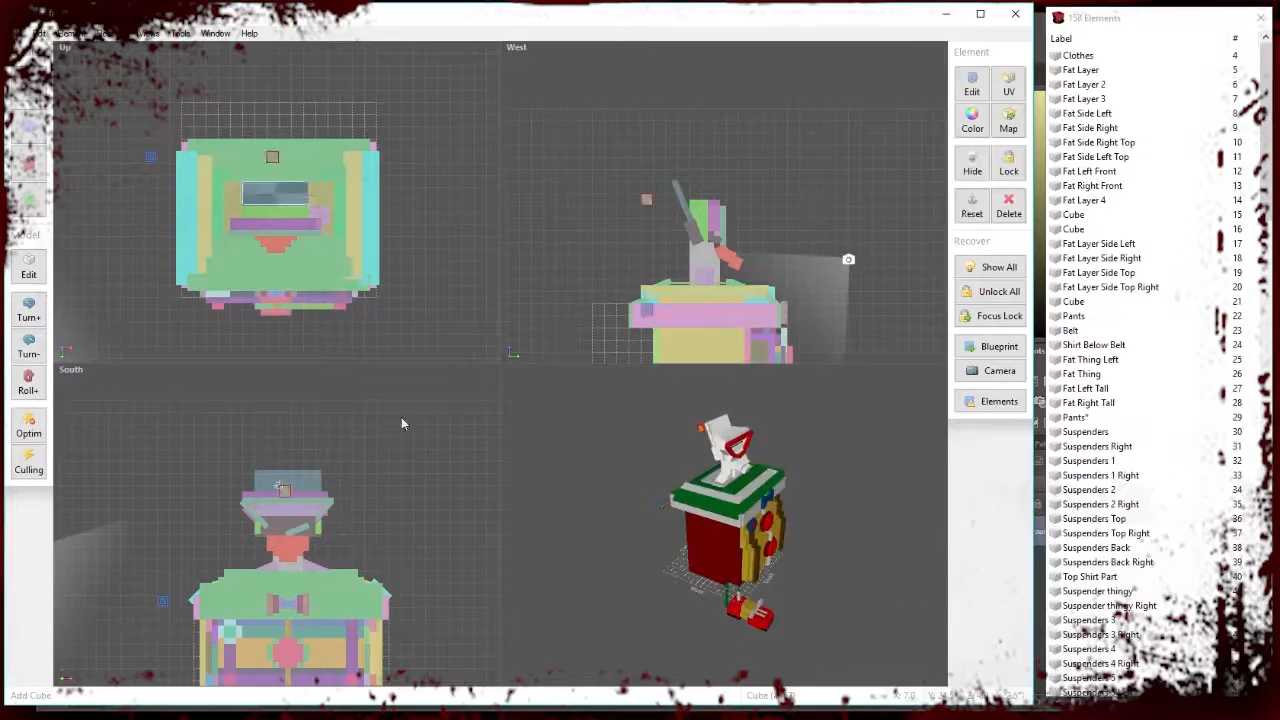 Views
Tools
Window
Help
Up
West
South
Model
Edit
Turn+
Turn-
Roll+
Optim
Culling
Element
Edit
UV
Color
Map
Hide
Lock
Reset
Delete
Recover
Show All
Unlock All
Focus Lock
Blueprint
Camera
Elements
Add Cube
158 Elements
Label #
Clothes 4
Fat Layer 5
Fat Layer 2 6
Fat Layer 3 7
Fat Side Left 8
Fat Side Right 9
Fat Side Right Top 10
Fat Side Left Top 11
Fat Left Front 12
Fat Right Front 13
Fat Layer 4 14
Cube 15
Cube 16
Fat Layer Side Left 17
Fat Layer Side Right 18
Fat Layer Side Top 19
Fat Layer Side Top Right 20
Cube 21
Pants 22
Belt 23
Shirt Below Belt 24
Fat Thing Left 25
Fat Thing 26
Fat Left Tall 27
Fat Right Tall 28
Pants* 29
Suspenders 30
Suspenders Right 31
Suspenders 1 32
Suspenders 1 Right 33
Suspenders 2 34
Suspenders 2 Right 35
Suspenders Top 36
Suspenders Top Right 37
Suspenders Back 38
Suspenders Back Right 39
Top Shirt Part 40
Suspender thingy
Suspender thingy Right
Suspenders 3
Suspenders 3 Right
Suspenders 4
Suspenders 4 Right
Suspenders 5